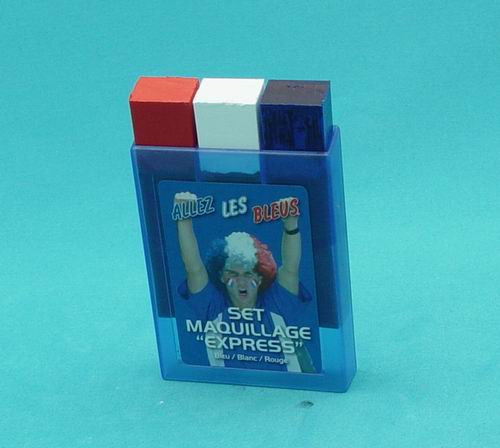 ALLEZ LES BLEUS
SET
MAQUILLAGE
“EXPRESS”
Bleu / Blanc / Rouge